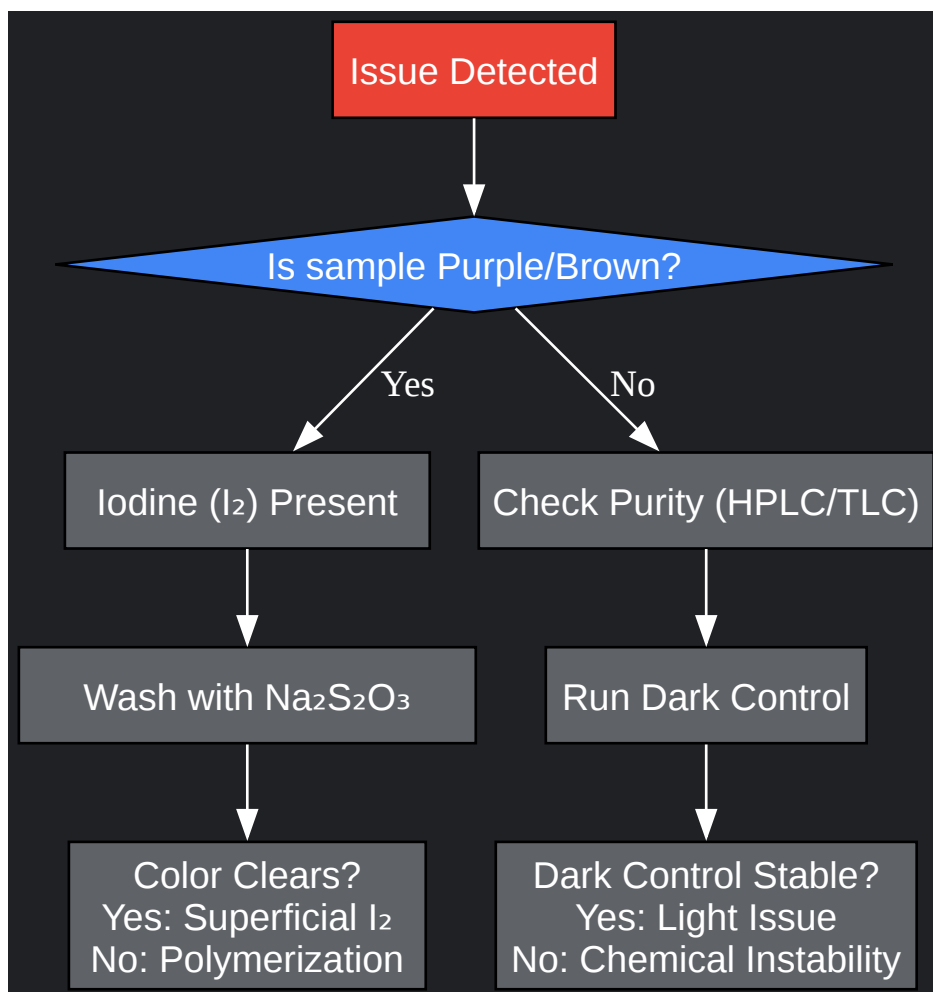 Issue Detected
Is sample Purple/Brown?
Yes
No
Iodine (I₂) Present
Check Purity (HPLC/TLC)
Wash with Na₂S₂O₃
Run Dark Control
Color Clears?
Yes: Superficial I₂
No: Polymerization
Dark Control Stable?
Yes: Light Issue
No: Chemical Instability